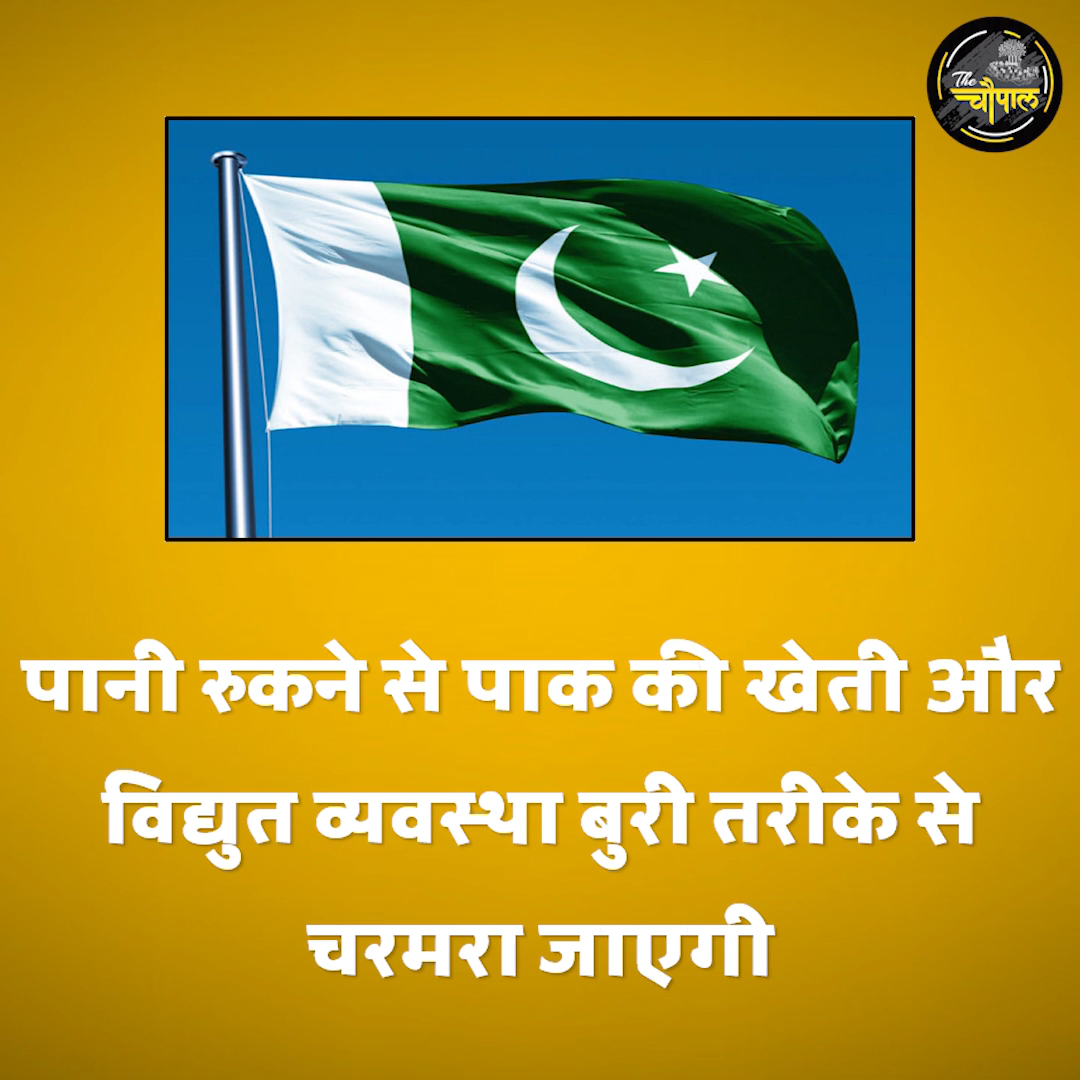 The
चौपाल
पानी रुकने से पाक की खेती और
विद्युत व्यवस्था बुरी तरीके से
चरमरा जाएगी